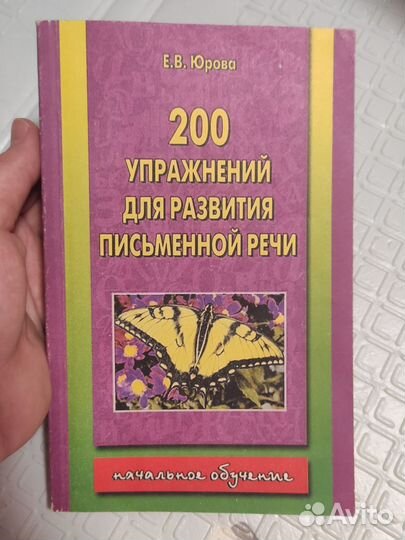 Е.В. Юрова
200
УПРАЖНЕНИЙ
ДЛЯ РАЗВИТИЯ
ПИСЬМЕННОЙ РЕЧИ
начальное обучение
Avito